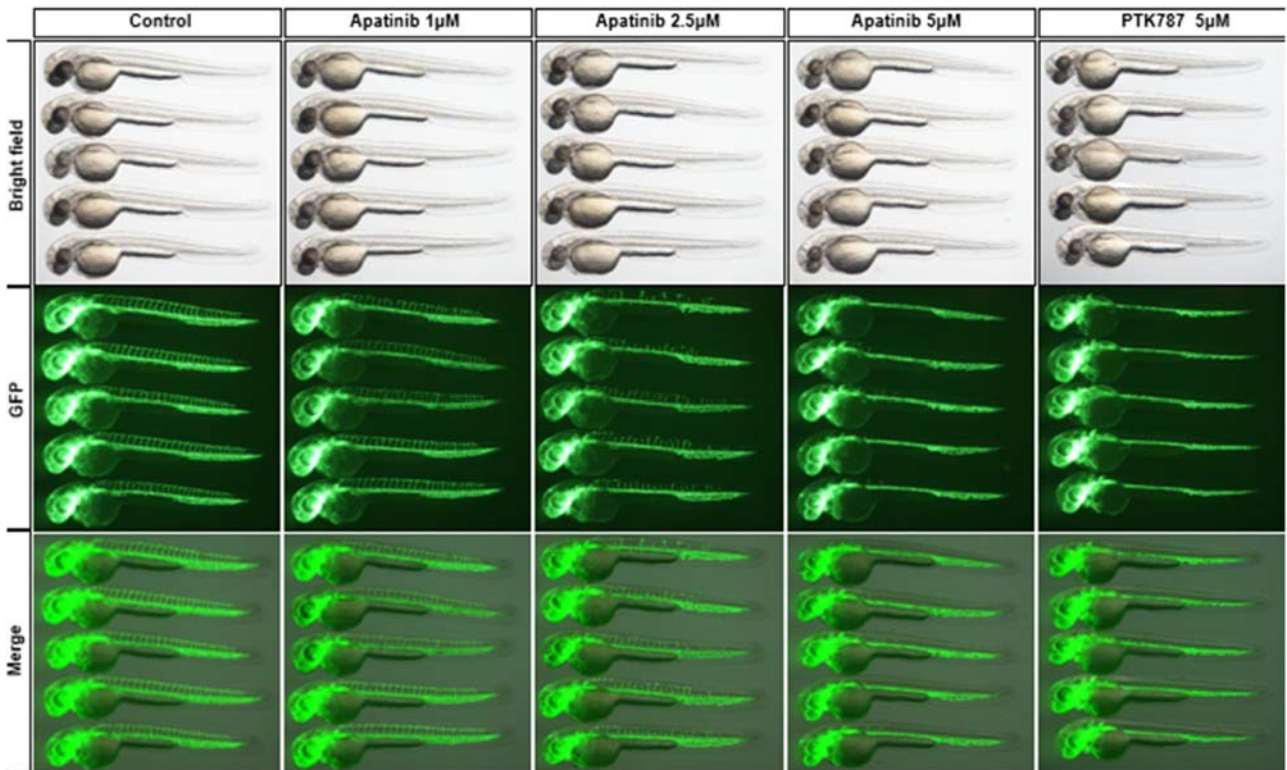 Control Apatinib 1µM Apatinib 2.5µM Apatinib 5µM PTK787 5µM
Bright field
GFP
Merge